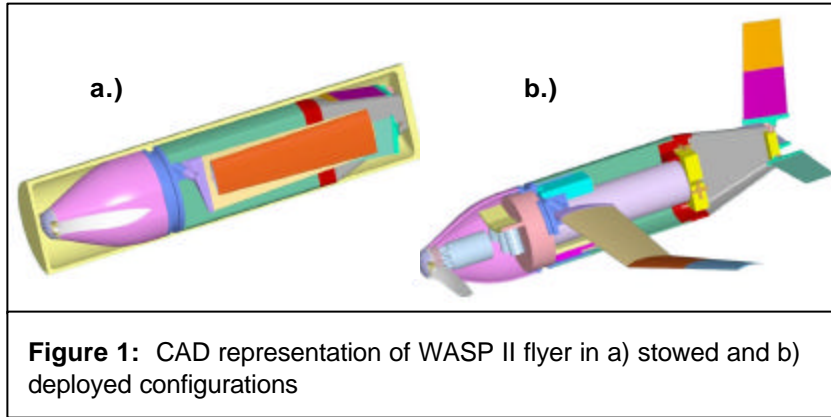 a.)
b.)
Figure 1: CAD representation of WASP II flyer in a) stowed and b)
deployed configurations